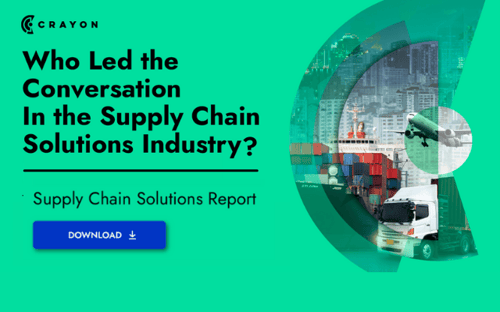 CRAYON
Who Led the
Conversation
In the Supply Chain
Solutions Industry?
Supply Chain Solutions Report
DOWNLOAD